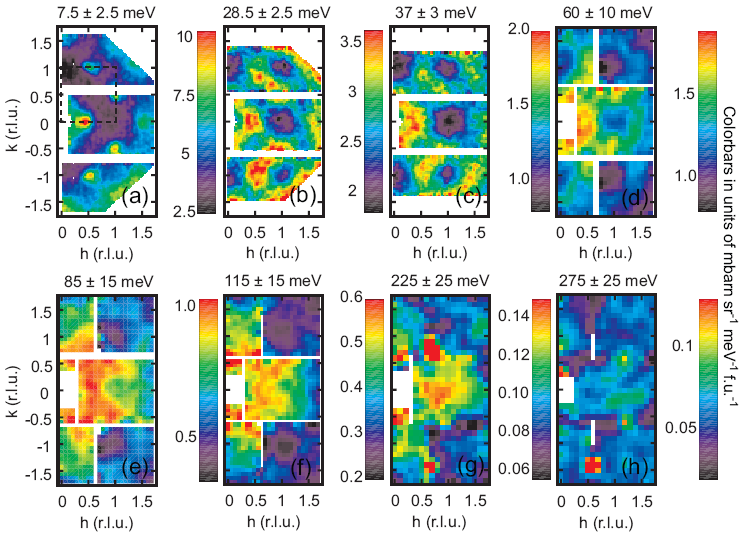 7.5 ± 2.5 meV
28.5 ± 2.5 meV
37 ± 3 meV
60 ± 10 meV
k (r.l.u.)
1.5
1
0.5
0
-0.5
-1
-1.5
(a)
0 0.5 1 1.5
h (r.l.u.)
10
7.5
5
2.5
(b)
0 0.5 1 1.5
h (r.l.u.)
3.5
3
2.5
2
(c)
0 0.5 1 1.5
h (r.l.u.)
2.0
1.5
1.0
(d)
0 0.5 1 1.5
h (r.l.u.)
1.5
1.0
Colorbars in units of mbarn sr⁻¹ meV⁻¹ f.u.⁻¹
85 ± 15 meV
115 ± 15 meV
225 ± 25 meV
275 ± 25 meV
k (r.l.u.)
1.5
1
0.5
0
-0.5
-1
-1.5
(e)
0 0.5 1 1.5
h (r.l.u.)
1.0
0.5
(f)
0 0.5 1 1.5
h (r.l.u.)
0.6
0.5
0.4
0.3
0.2
(g)
0 0.5 1 1.5
h (r.l.u.)
0.14
0.12
0.10
0.08
0.06
(h)
0 0.5 1 1.5
h (r.l.u.)
0.1
0.05